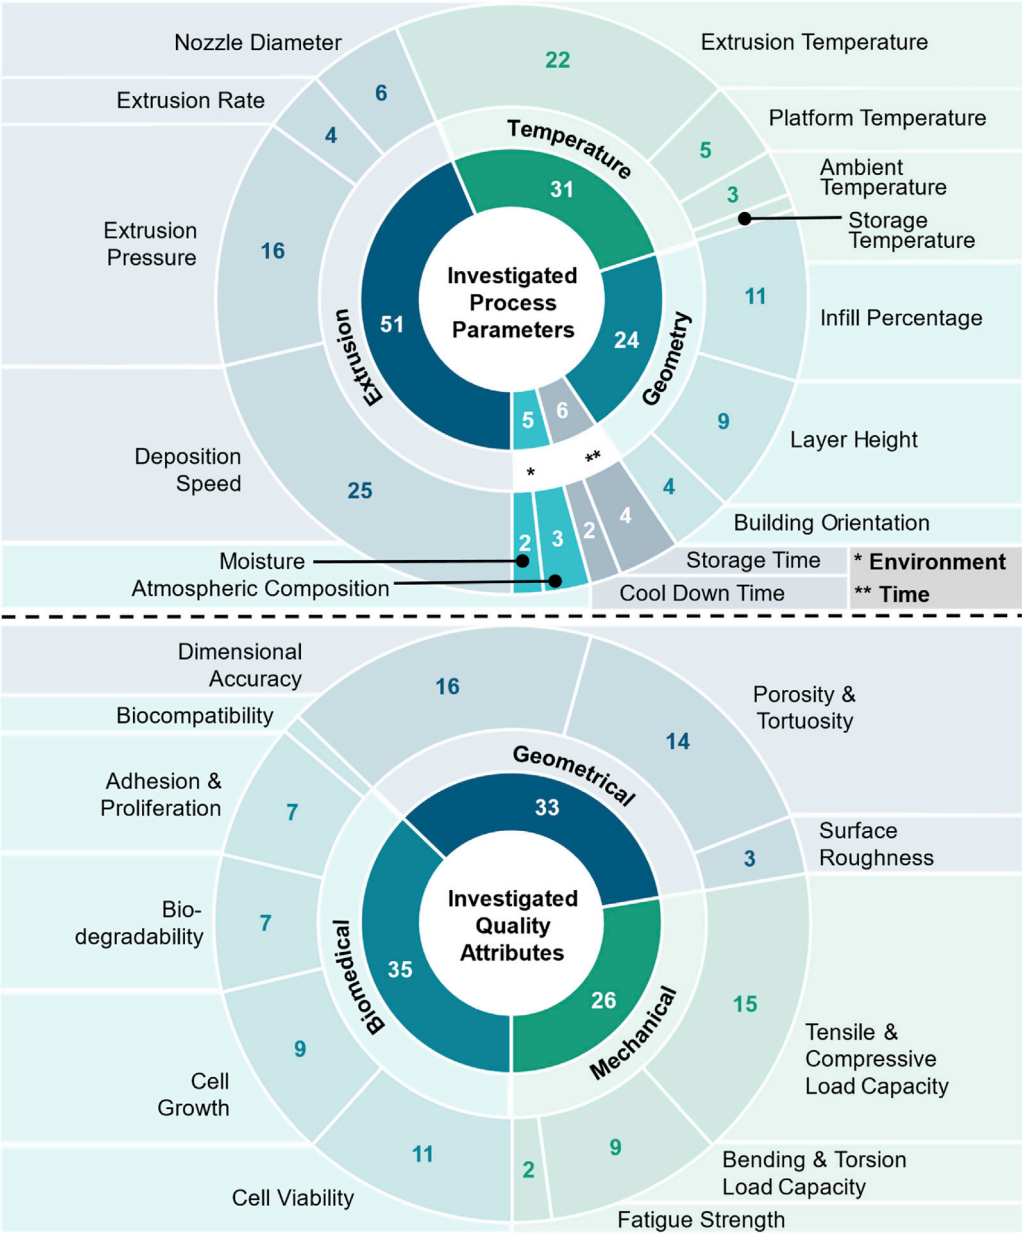 Nozzle Diameter
6
22
Extrusion Temperature
Extrusion Rate
4
Temperature
5
Platform Temperature
31
3
Ambient
Temperature
Storage
Temperature
Extrusion
Pressure
16
51
Extrusion
Investigated
Process
Parameters
24
Geometry
11
Infill Percentage
Deposition
Speed
25
5
6
*
**
9
Layer Height
4
2
3
2
4
Building Orientation
Moisture
Atmospheric Composition
Storage Time
Cool Down Time
* Environment
** Time
Dimensional
Accuracy
16
14
Porosity &
Tortuosity
Biocompatibility
Geometrical
33
Adhesion &
Proliferation
7
3
Surface
Roughness
Bio-
degradability
7
Biomedical
35
Investigated
Quality
Attributes
26
Mechanical
15
Tensile &
Compressive
Load Capacity
Cell
Growth
9
Cell Viability
11
2
9
Bending & Torsion
Load Capacity
Fatigue Strength